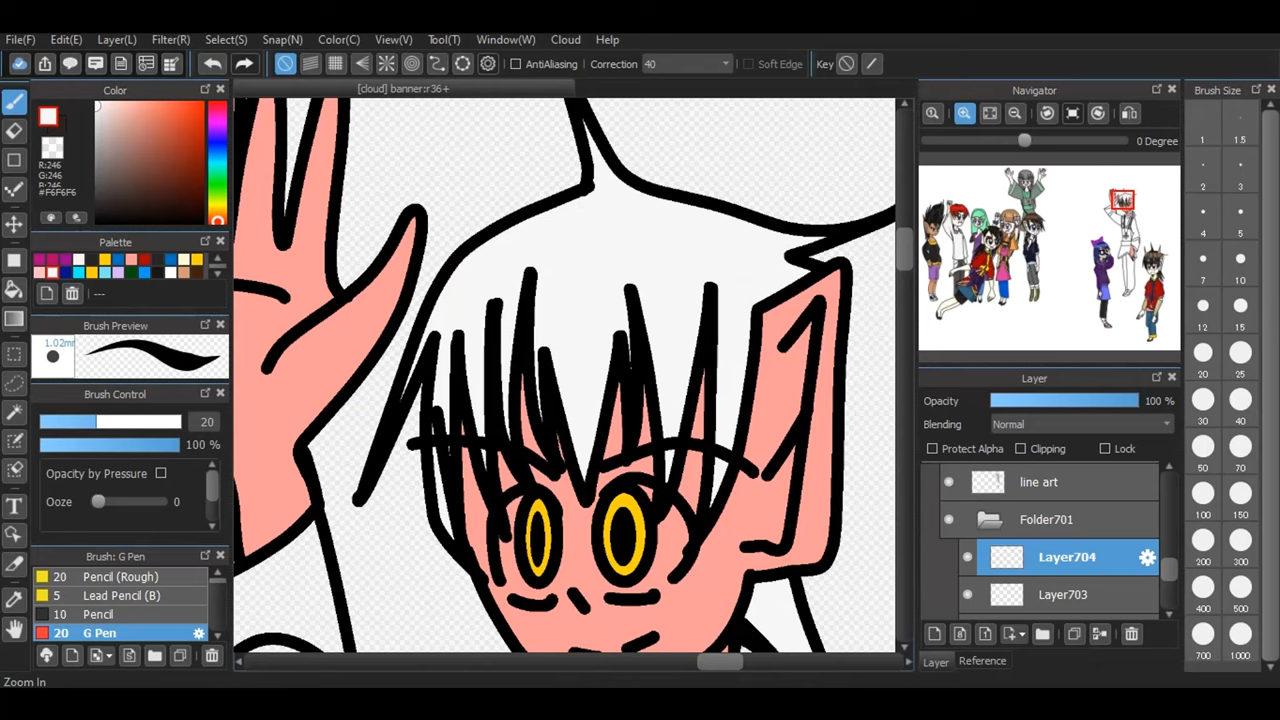 File(F) Edit(E) Layer(L) Filter(R) Select(S) Snap(N) Color(C) View(V) Tool(T) Window(W) Cloud Help
AntiAliasing Correction 40 Soft Edge Key
Color
[cloud] banner:r36+
Navigator
Brush Size
R:246
G:246
B:246
#F6F6F6
0 Degree
1 1.5
2 3
4 5
7 10
12 15
20 25
30 40
50 70
100 150
200 300
400 500
700 1000
Palette
---
Brush Preview
1.02mm
Brush Control
20
100 %
Opacity by Pressure
Ooze 0
Brush: G Pen
20 Pencil (Rough)
5 Lead Pencil (B)
10 Pencil
20 G Pen
Layer
Opacity 100 %
Blending Normal
Protect Alpha Clipping Lock
line art
Folder701
Layer704
Layer703
Layer Reference
Zoom In